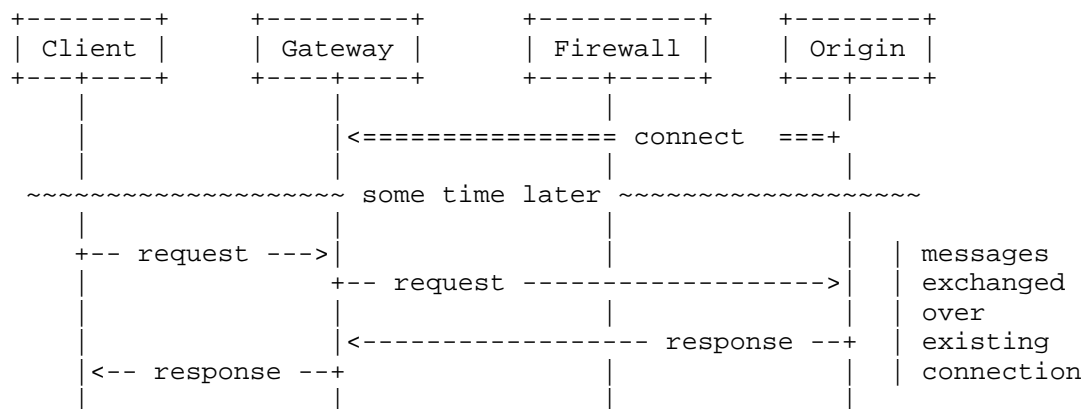 Client Gateway Firewall Origin
connect
some time later
request messages
request exchanged
over
response existing
response connection